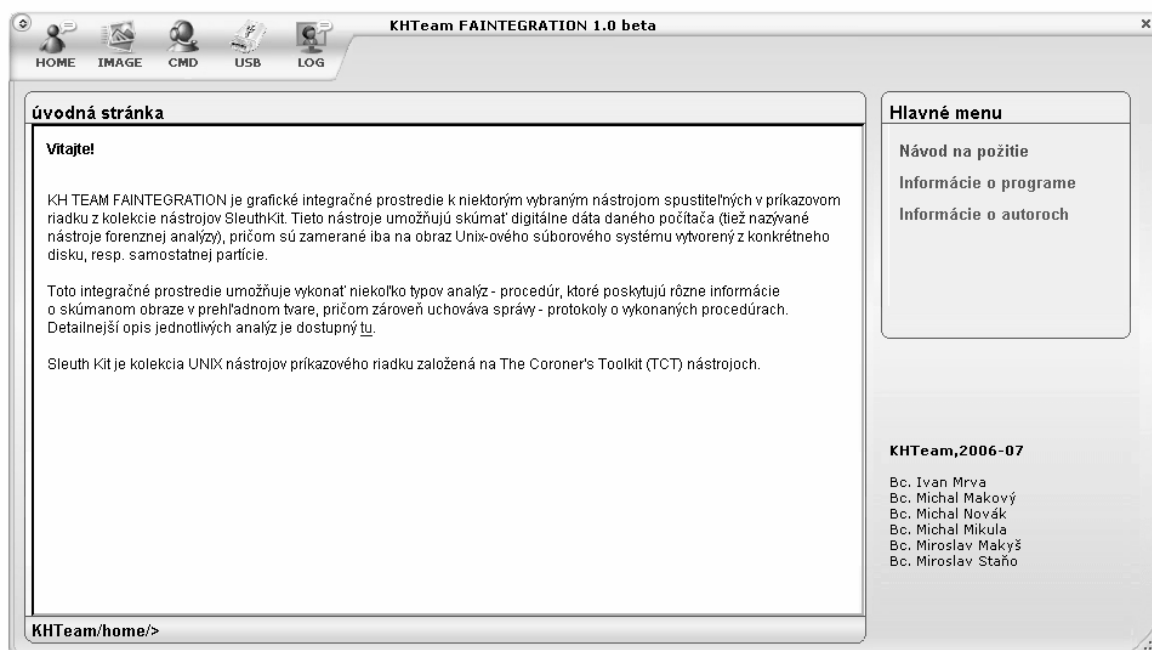 KHTeam FAINTEGRATION 1.0 beta
HOME IMAGE CMD USB LOG
úvodná stránka
Vitajte!
KH TEAM FAINTEGRATION je grafické integračné prostredie k niektorým vybraným nástrojom spustiteľných v príkazovom
riadku z kolekcie nástrojov SleuthKit. Tieto nástroje umožňujú skúmať digitálne dáta daného počítača (tiež nazývané
nástroje forenznej analýzy), pričom sú zamerané iba na obraz Unix-ového súborového systému vytvorený z konkrétneho
disku, resp. samostatnej partície.
Toto integračné prostredie umožňuje vykonať niekoľko typov analýz - procedúr, ktoré poskytujú rôzne informácie
o skúmanom obraze v prehľadnom tvare, pričom zároveň uchováva správy - protokoly o vykonaných procedúrach.
Detailnejší opis jednotlivých analýz je dostupný tu.
Sleuth Kit je kolekcia UNIX nástrojov príkazového riadku založená na The Coroner's Toolkit (TCT) nástrojoch.
KHTeam/home/>
Hlavné menu
Návod na požitie
Informácie o programe
Informácie o autoroch
KHTeam,2006-07
Bc. Ivan Mrva
Bc. Michal Makový
Bc. Michal Novák
Bc. Michal Mikula
Bc. Miroslav Makyš
Bc. Miroslav Staňo